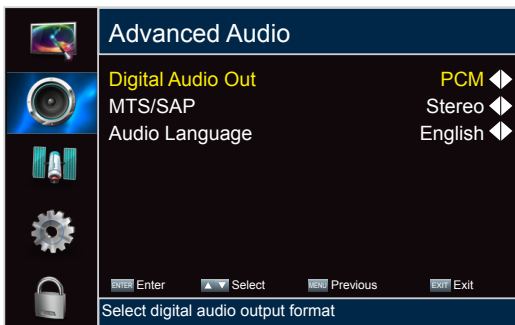 Advanced Audio
Digital Audio Out PCM
MTS/SAP Stereo
Audio Language English
ENTER Enter ▲ ▼ Select MENU Previous EXIT Exit
Select digital audio output format